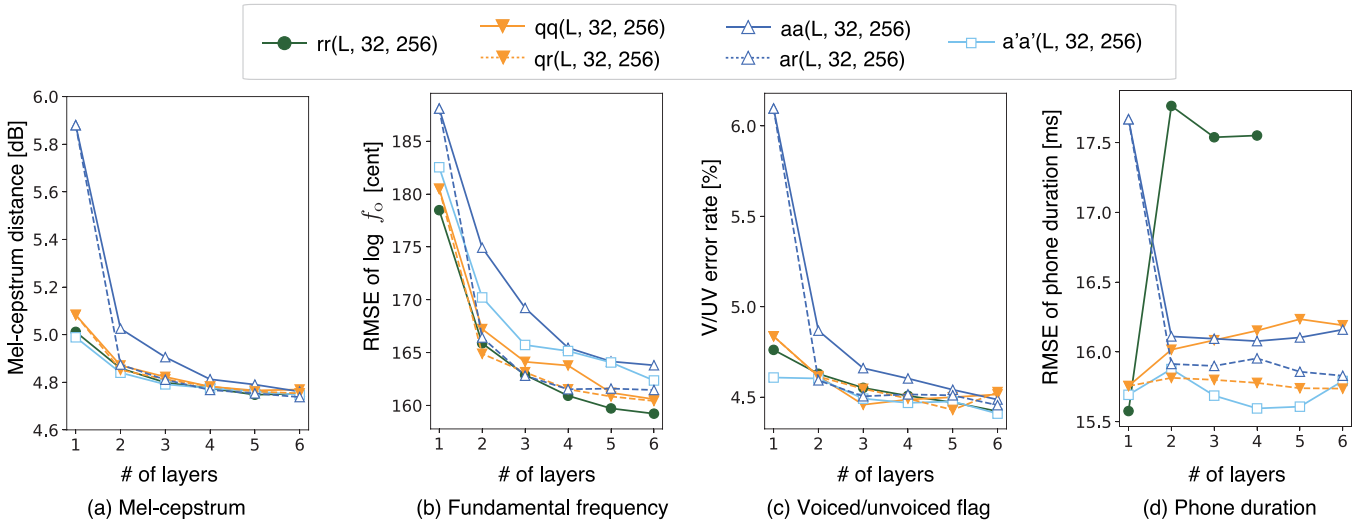 rr(L, 32, 256)
qq(L, 32, 256)
qr(L, 32, 256)
aa(L, 32, 256)
ar(L, 32, 256)
a'a'(L, 32, 256)
Mel-cepstrum distance [dB]
6.0
5.8
5.6
5.4
5.2
5.0
4.8
4.6
1 2 3 4 5 6
# of layers
(a) Mel-cepstrum
RMSE of log fo [cent]
185
180
175
170
165
160
1 2 3 4 5 6
# of layers
(b) Fundamental frequency
V/UV error rate [%]
6.0
5.5
5.0
4.5
1 2 3 4 5 6
# of layers
(c) Voiced/unvoiced flag
RMSE of phone duration [ms]
17.5
17.0
16.5
16.0
15.5
1 2 3 4 5 6
# of layers
(d) Phone duration